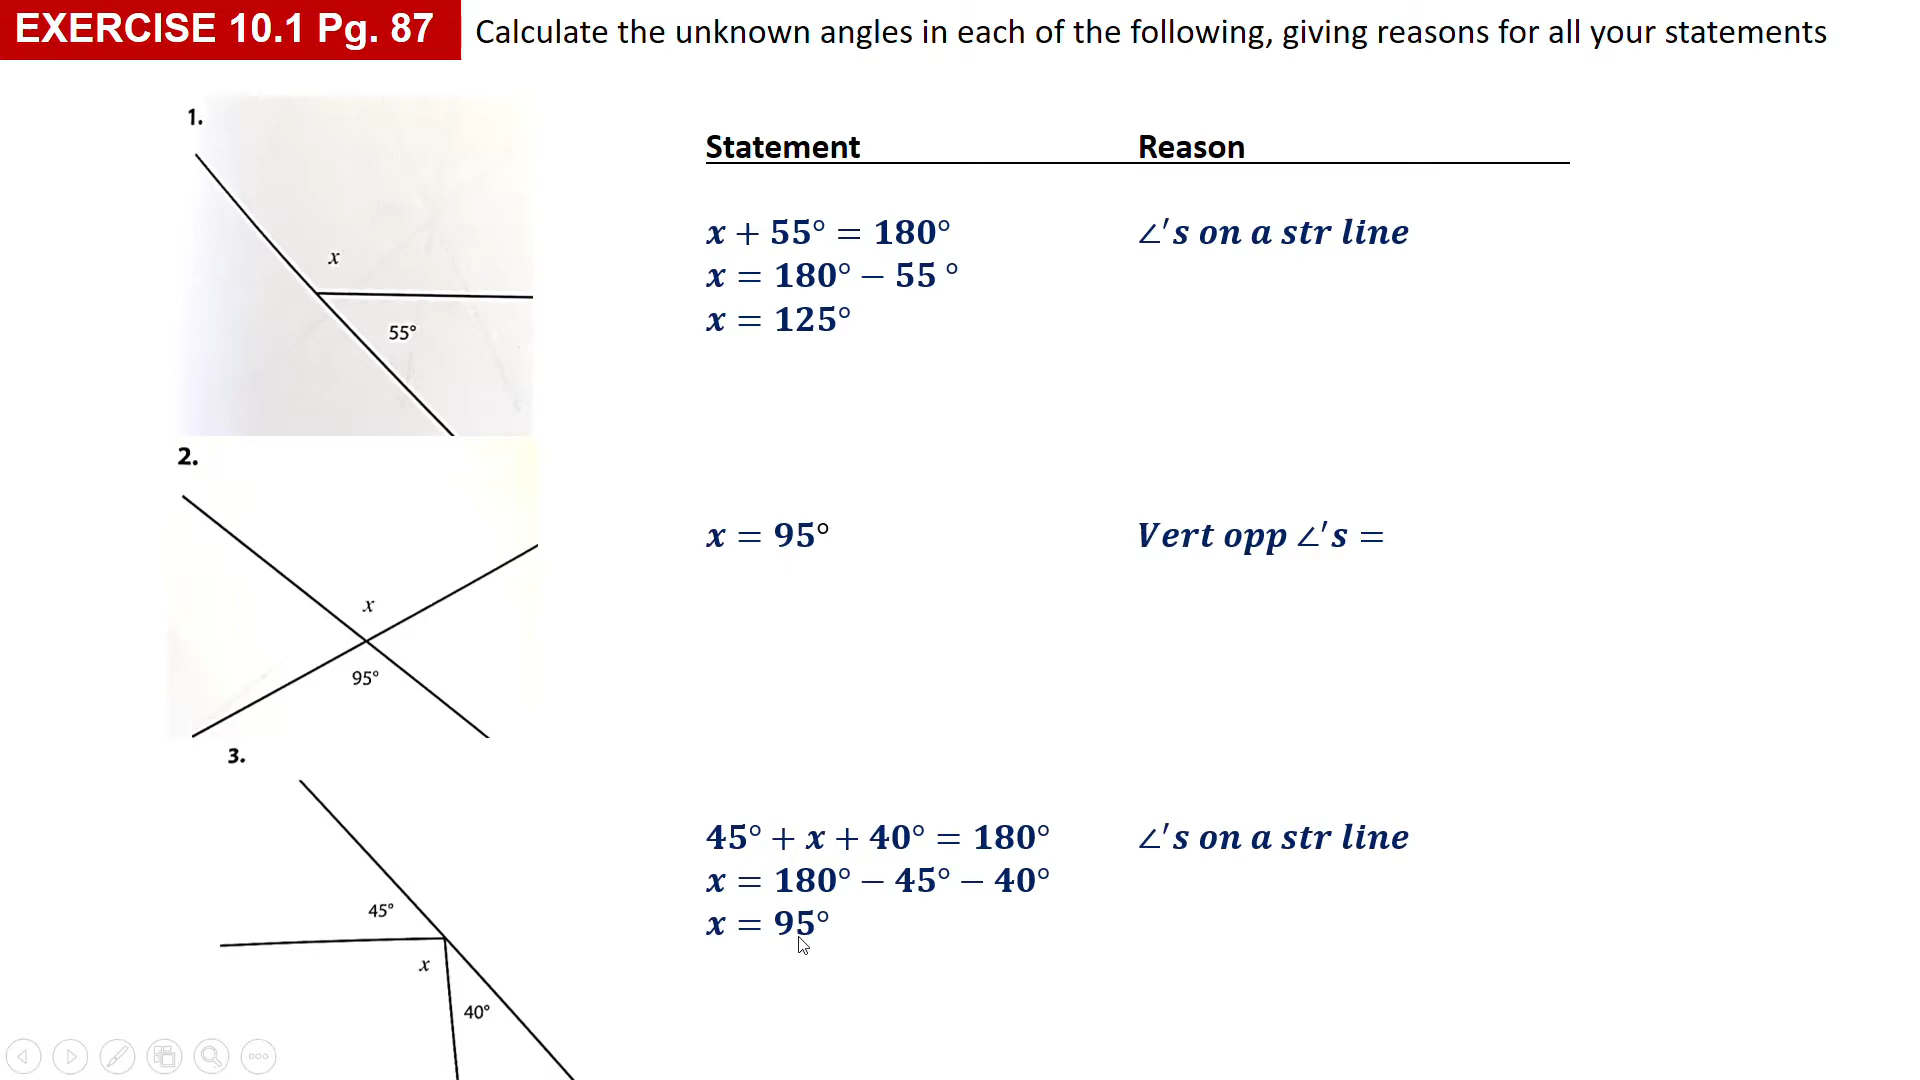 EXERCISE 10.1 Pg. 87
Calculate the unknown angles in each of the following, giving reasons for all your statements
1.
x
55°
Statement Reason
x + 55° = 180° ∠'s on a str line
x = 180° − 55 °
x = 125°
2.
x
95°
x = 95° Vert opp ∠'s =
3.
45°
x
40°
45° + x + 40° = 180° ∠'s on a str line
x = 180° − 45° − 40°
x = 95°